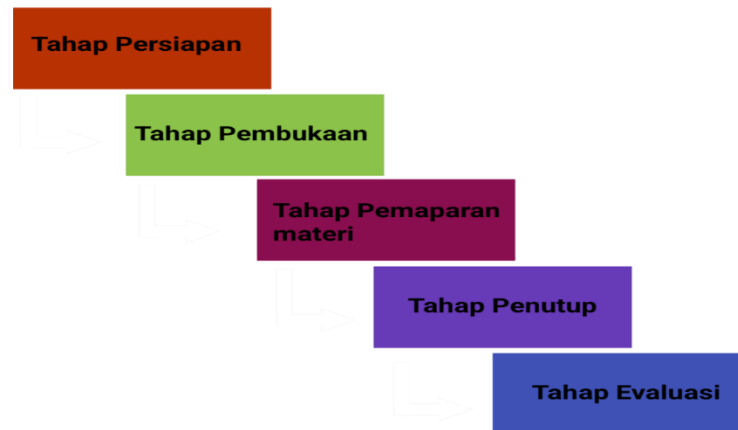 Tahap Persiapan
Tahap Pembukaan
Tahap Pemaparan
materi
Tahap Penutup
Tahap Evaluasi